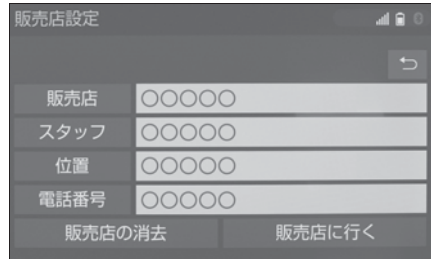 販売店設定
販売店 ○○○○○
スタッフ ○○○○○
位置 ○○○○○
電話番号 ○○○○○
販売店の消去 販売店に行く